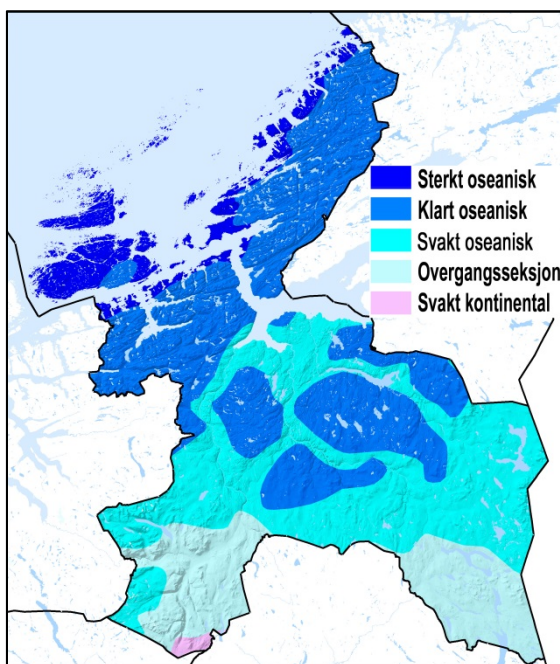 Sterkt oseanisk
Klart oseanisk
Svakt oseanisk
Overgangsseksjon
Svakt kontinental